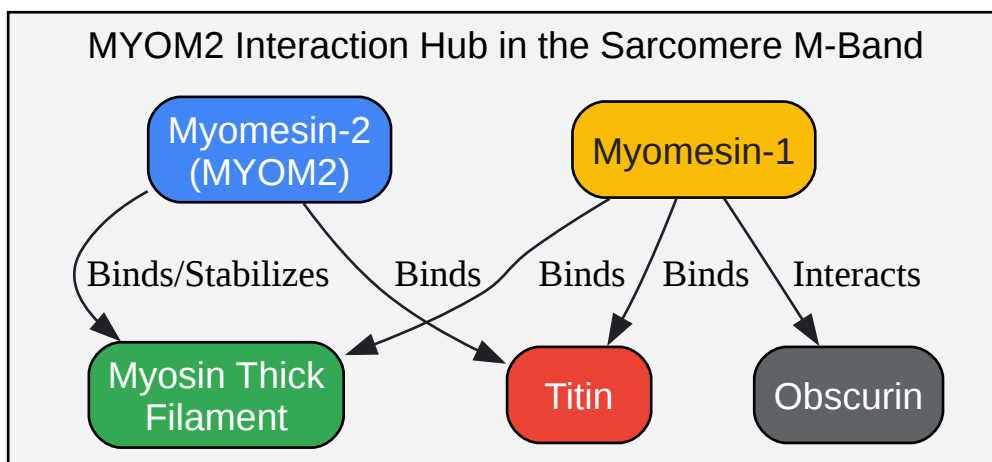 MYOM2 Interaction Hub in the Sarcomere M-Band
Myomesin-2
(MYOM2)
Myomesin-1
Binds/Stabilizes
Binds
Binds
Binds
Interacts
Myosin Thick
Filament
Titin
Obscurin